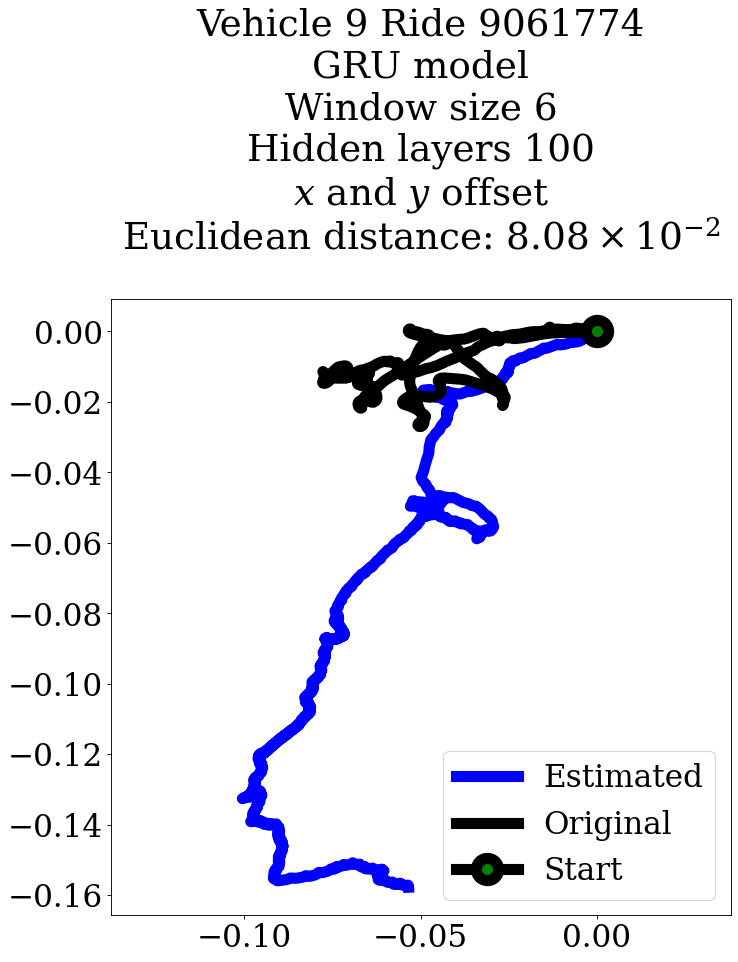 Vehicle 9 Ride 9061774
GRU model
Window size 6
Hidden layers 100
x and y offset
Euclidean distance: 8.08 × 10⁻²
0.00
−0.02
−0.04
−0.06
−0.08
−0.10
−0.12
−0.14
−0.16
Estimated
Original
Start
−0.10 −0.05 0.00